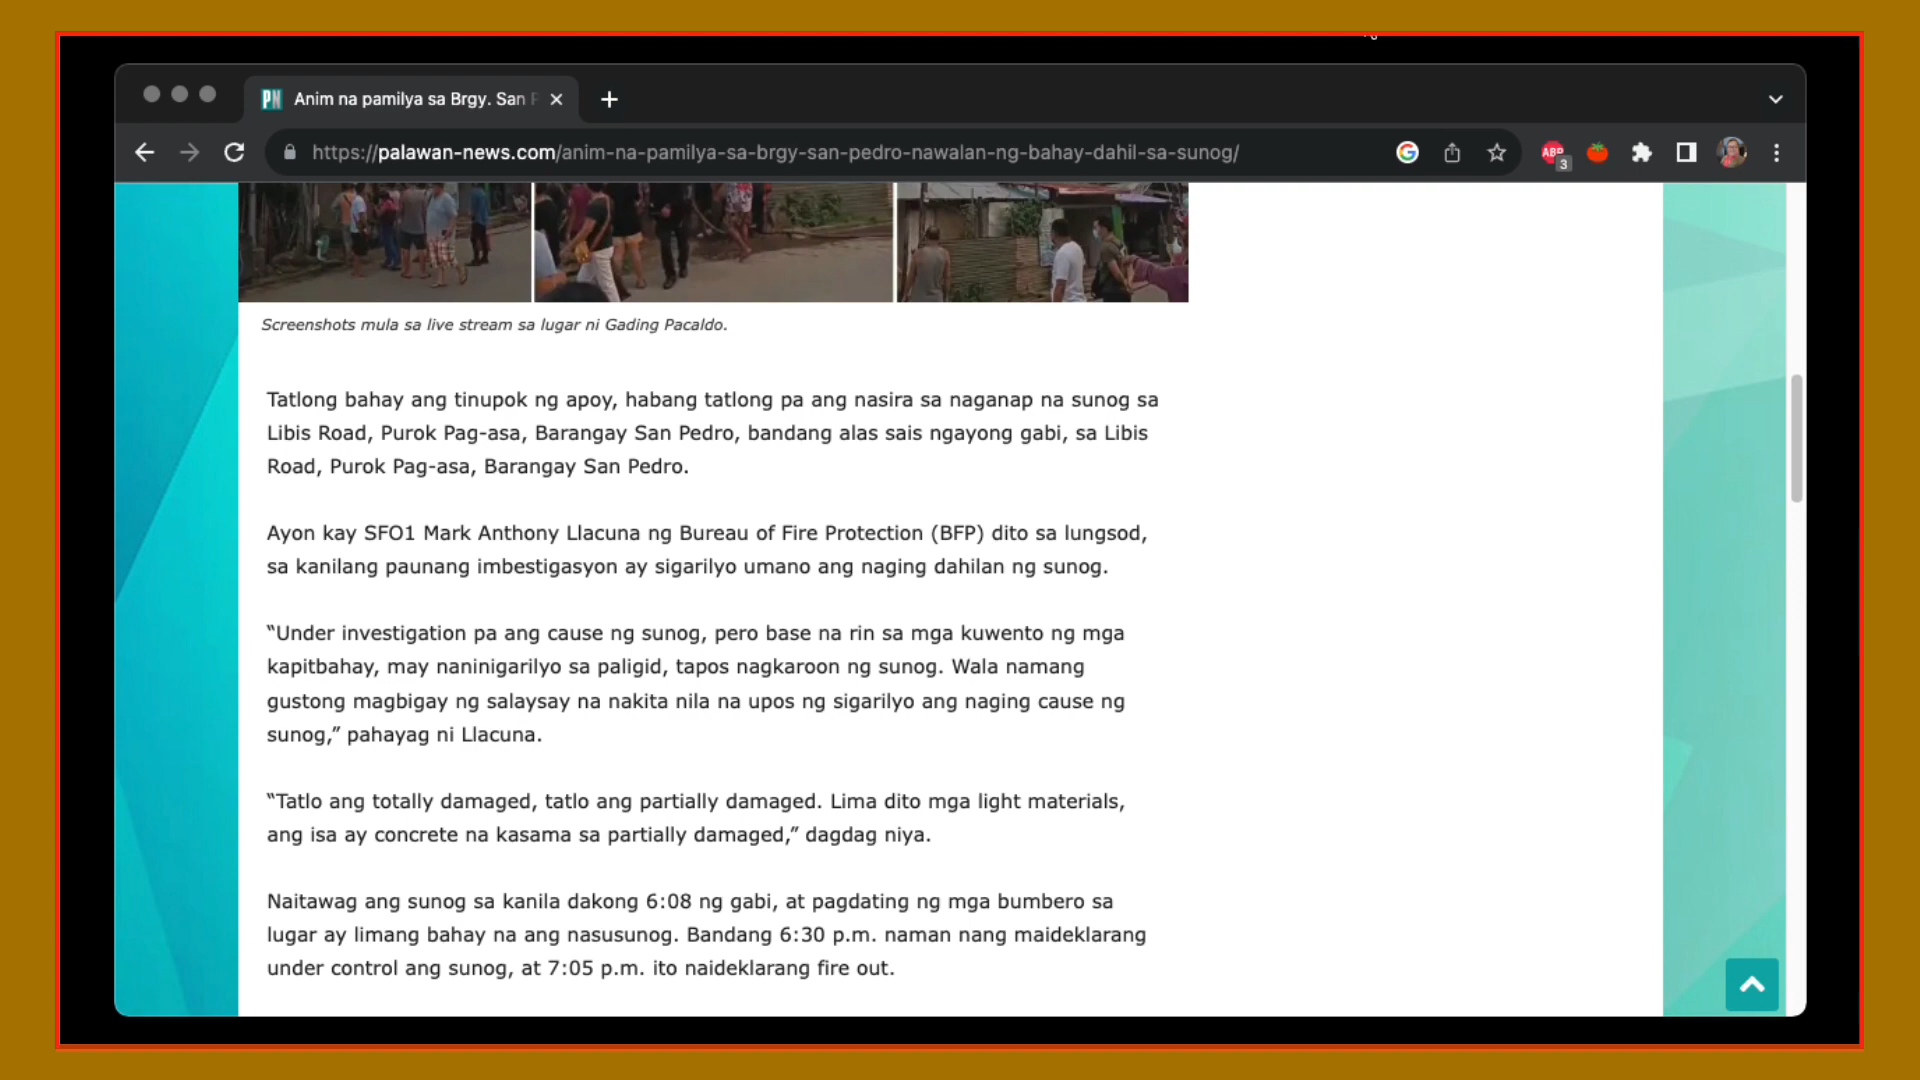 PN Anim na pamilya sa Brgy. San
https://palawan-news.com/anim-na-pamilya-sa-brgy-san-pedro-nawalan-ng-bahay-dahil-sa-sunog/
ABP
3
Screenshots mula sa live stream sa lugar ni Gading Pacaldo.
Tatlong bahay ang tinupok ng apoy, habang tatlong pa ang nasira sa naganap na sunog sa
Libis Road, Purok Pag-asa, Barangay San Pedro, bandang alas sais ngayong gabi, sa Libis
Road, Purok Pag-asa, Barangay San Pedro.
Ayon kay SFO1 Mark Anthony Llacuna ng Bureau of Fire Protection (BFP) dito sa lungsod,
sa kanilang paunang imbestigasyon ay sigarilyo umano ang naging dahilan ng sunog.
“Under investigation pa ang cause ng sunog, pero base na rin sa mga kuwento ng mga
kapitbahay, may naninigarilyo sa paligid, tapos nagkaroon ng sunog. Wala namang
gustong magbigay ng salaysay na nakita nila na upos ng sigarilyo ang naging cause ng
sunog,” pahayag ni Llacuna.
“Tatlo ang totally damaged, tatlo ang partially damaged. Lima dito mga light materials,
ang isa ay concrete na kasama sa partially damaged,” dagdag niya.
Naitawag ang sunog sa kanila dakong 6:08 ng gabi, at pagdating ng mga bumbero sa
lugar ay limang bahay na ang nasusunog. Bandang 6:30 p.m. naman nang maideklarang
under control ang sunog, at 7:05 p.m. ito naideklarang fire out.